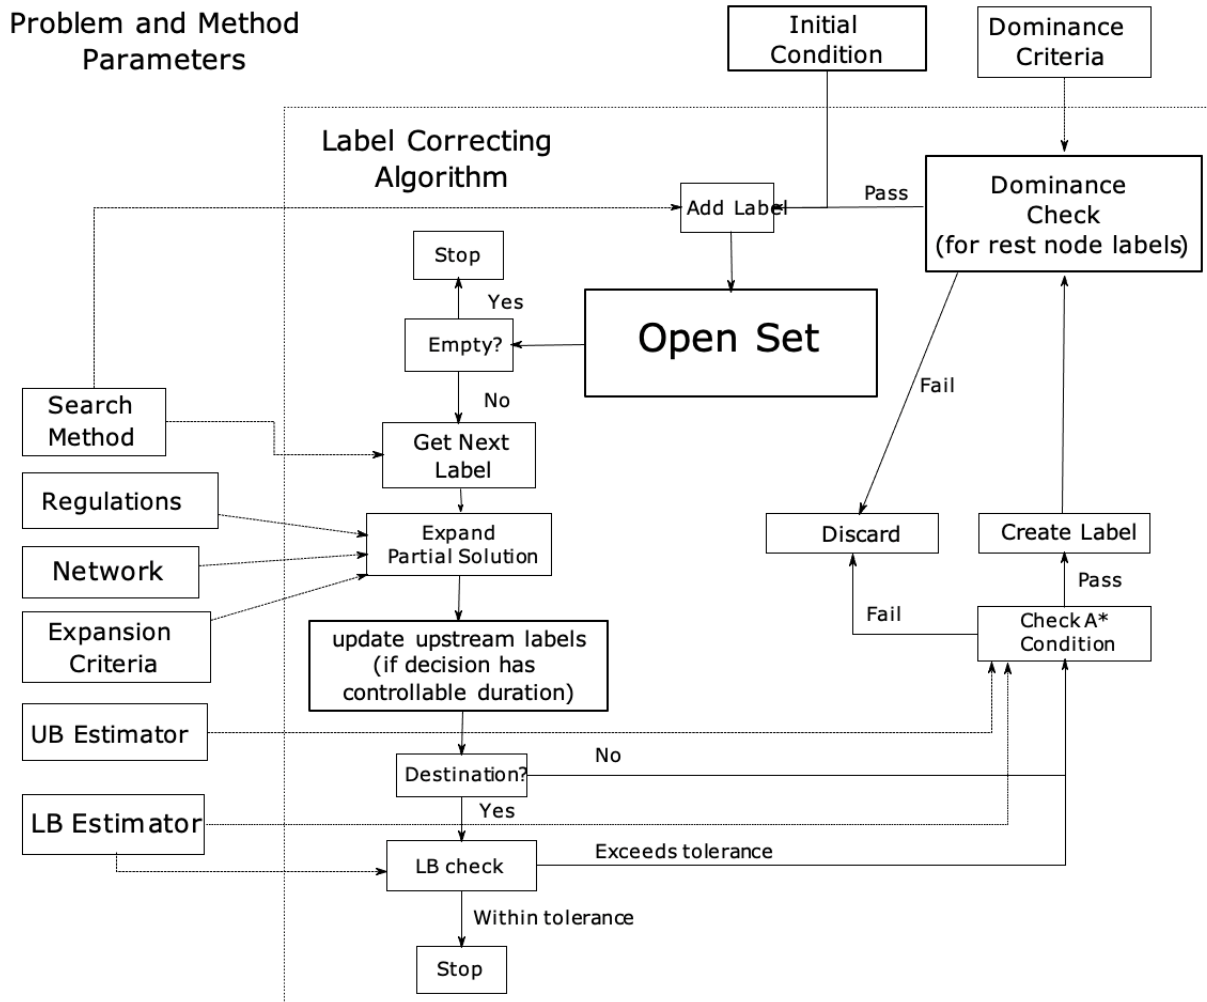 Problem and Method
Parameters
Initial
Condition
Dominance
Criteria
Label Correcting
Algorithm
Add Label
Pass
Dominance
Check
(for rest node labels)
Stop
Yes
Empty?
Open Set
Fail
No
Search
Method
Get Next
Label
Regulations
Expand
Partial Solution
Discard
Create Label
Network
Pass
Expansion
Criteria
update upstream labels
(if decision has
controllable duration)
Fail
Check A*
Condition
UB Estimator
No
Destination?
Yes
LB Estimator
Exceeds tolerance
LB check
Within tolerance
Stop